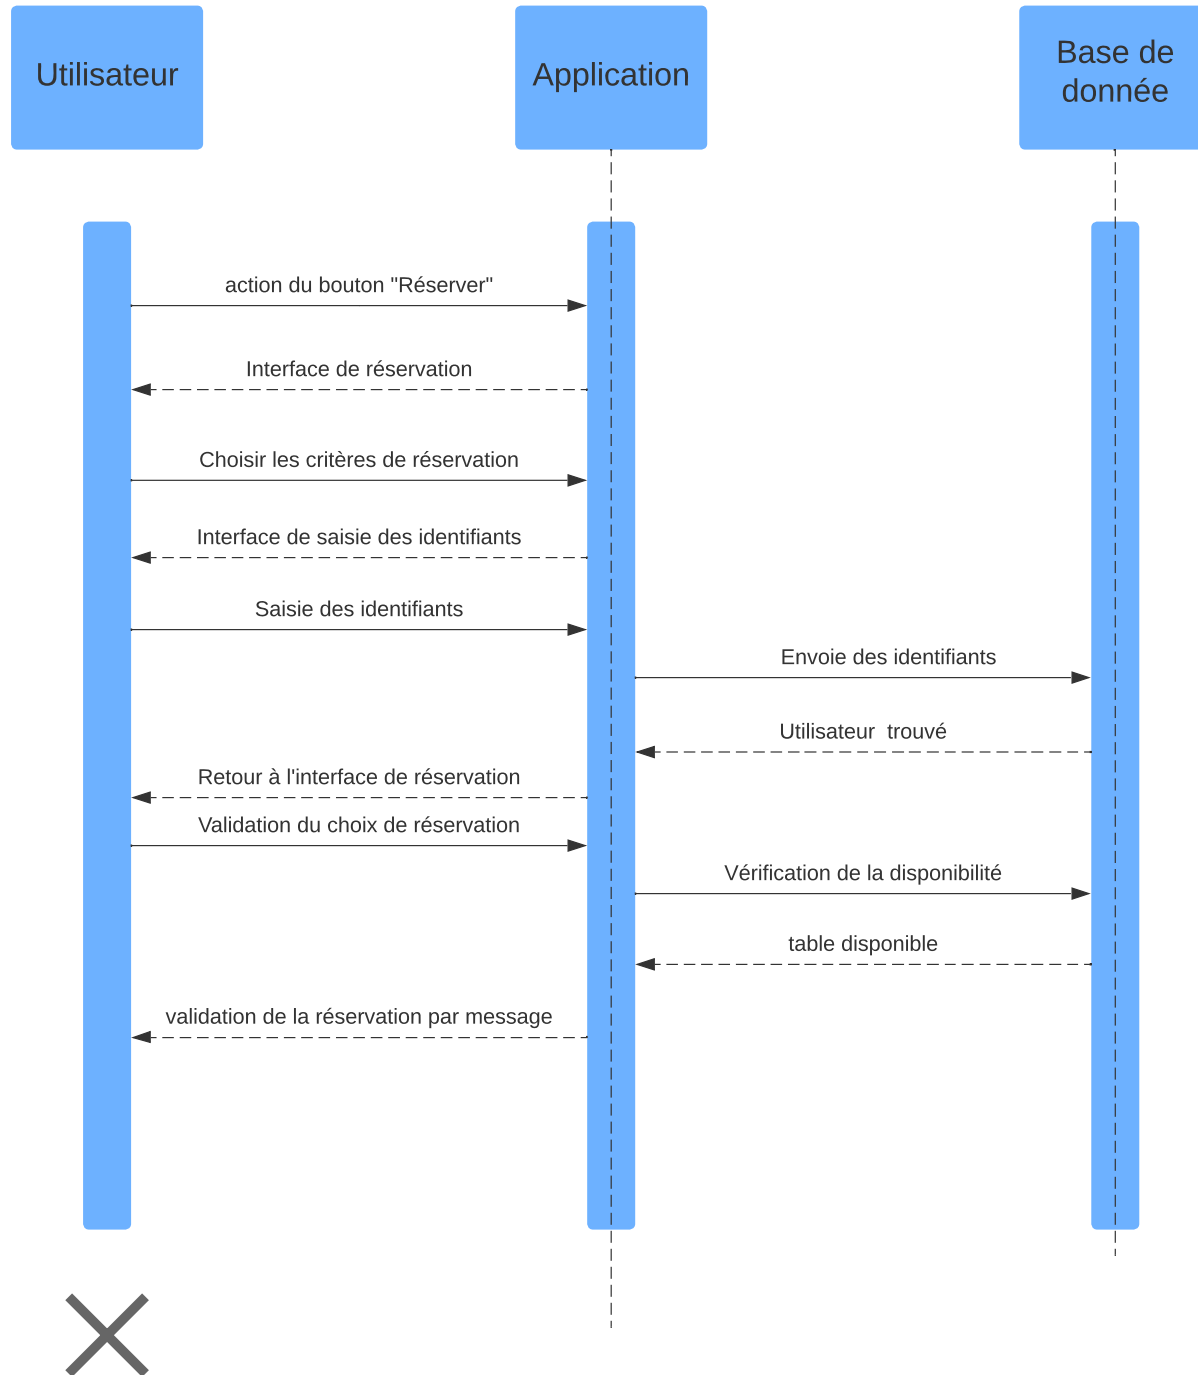 Utilisateur
Application
Base de
donnée
action du bouton "Réserver"
Interface de réservation
Choisir les critères de réservation
Interface de saisie des identifiants
Saisie des identifiants
Envoie des identifiants
Utilisateur  trouvé
Retour à l'interface de réservation
Validation du choix de réservation
Vérification de la disponibilité
table disponible
validation de la réservation par message